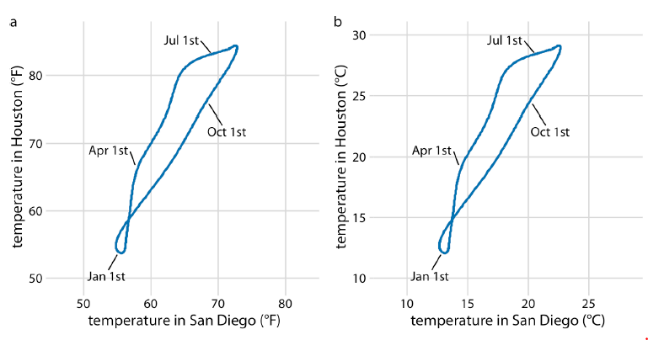 a
temperature in Houston (°F)
80
70
60
50
Jul 1st
Oct 1st
Apr 1st
Jan 1st
50 60 70 80
temperature in San Diego (°F)
b
temperature in Houston (°C)
30
25
20
15
10
Jul 1st
Oct 1st
Apr 1st
Jan 1st
10 15 20 25
temperature in San Diego (°C)